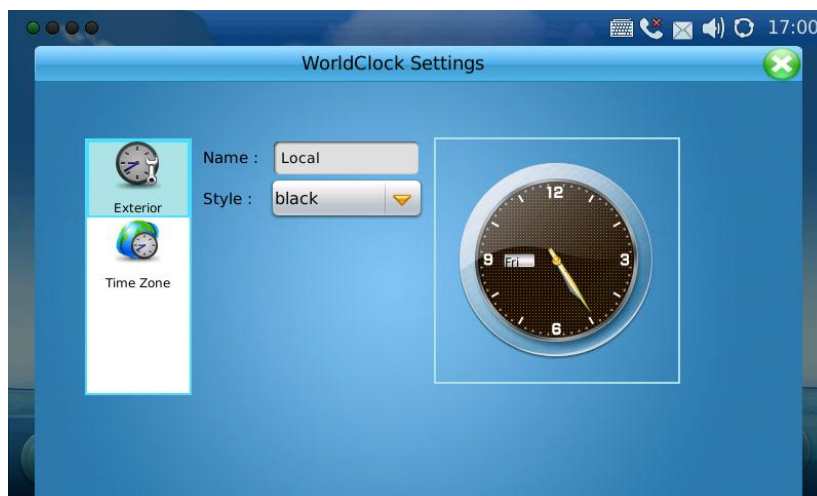 17:00
WorldClock Settings
Name : Local
Exterior
Style : black
Time Zone
12
9 Fri 3
6